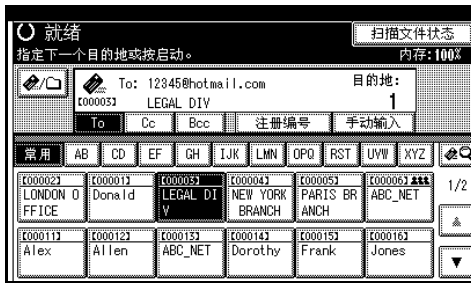 就绪
扫描文件状态
指定下一个目的地或按启动。
内存:100%
To: 12345@hotmail.com
目的地:
[00003] LEGAL DIV
1
To Cc Bcc 注册编号 手动输入
常用 AB CD EF GH IJK LMN OPQ RST UVW XYZ
[00002] [00001] [00003] [00004] [00005] [00006]
LONDON O Donald LEGAL DI NEW YORK PARIS BR ABC_NET
FFICE V BRANCH ANCH
1/2
[00011] [00012] [00013] [00014] [00015] [00016]
Alex Allen ABC_NET Dorothy Frank Jones